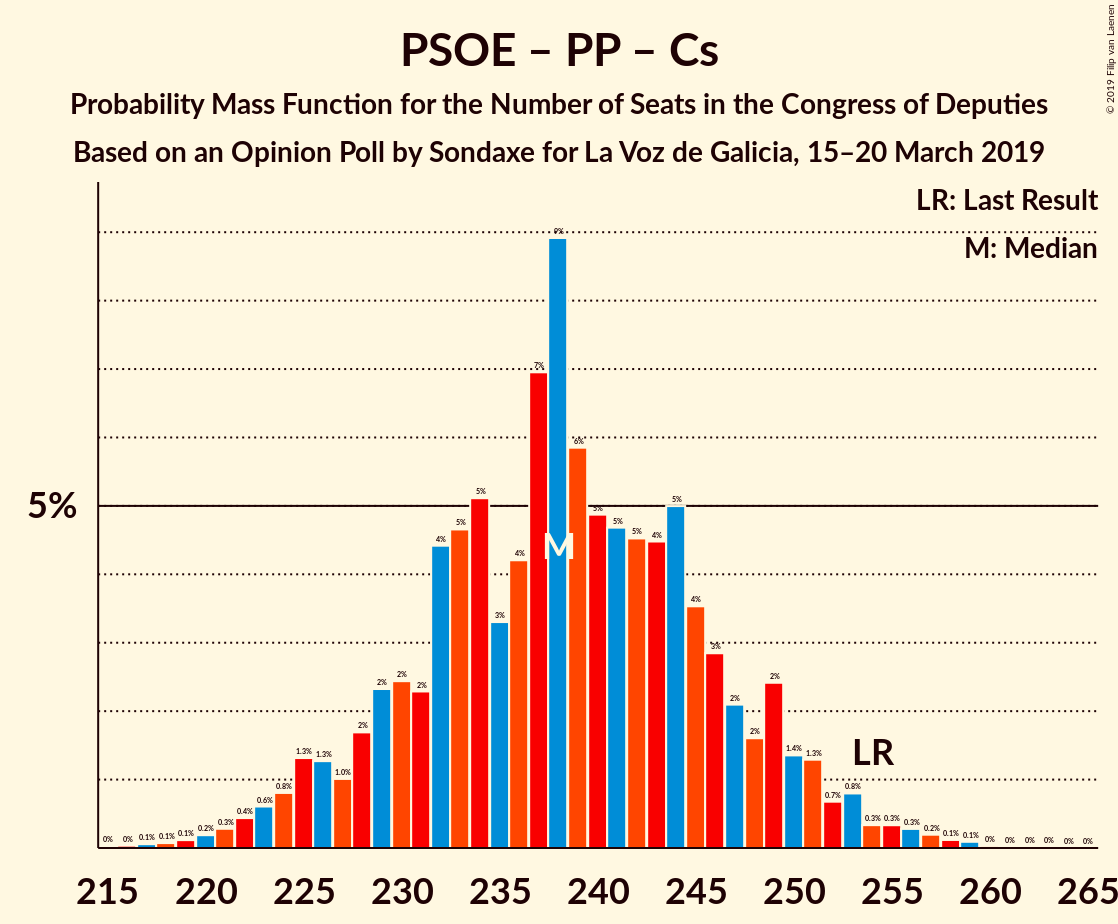 PSOE – PP – Cs
Probability Mass Function for the Number of Seats in the Congress of Deputies
Based on an Opinion Poll by Sondaxe for La Voz de Galicia, 15–20 March 2019
© 2019 Filip van Laenen
LR: Last Result
M: Median
5%
0% 0% 0.1% 0.1% 0.1% 0.2% 0.3% 0.4% 0.6% 0.8% 1.3% 1.3% 1.0% 2% 2% 2% 2% 4% 5% 5% 3% 4% 7% 9% 6% 5% 5% 5% 4% 5% 4% 3% 2% 2% 2% 1.4% 1.3% 0.7% 0.8% 0.3% 0.3% 0.3% 0.2% 0.1% 0.1% 0% 0% 0% 0% 0% 0%
M
LR
215 220 225 230 235 240 245 250 255 260 265